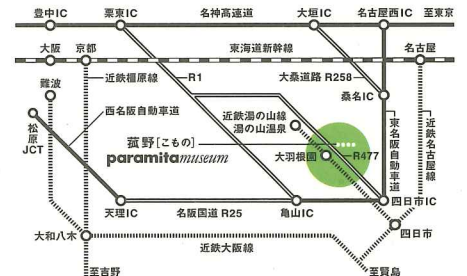 豊中IC 栗東IC 名神高速道 大垣IC 名古屋西IC 至東京
大阪 京都 東海道新幹線 名古屋
難波 近鉄橿原線 R1 大桑道路 R258
桑名IC
西名阪自動車道
近鉄湯の山線
湯の山温泉
東名阪自動車道
近鉄名古屋線
松原JCT
菰野[こもの]
paramitamuseum
大羽根園 R477
天理IC 名阪国道 R25 亀山IC 四日市IC
大和八木 四日市
近鉄大阪線
至吉野 至賢島